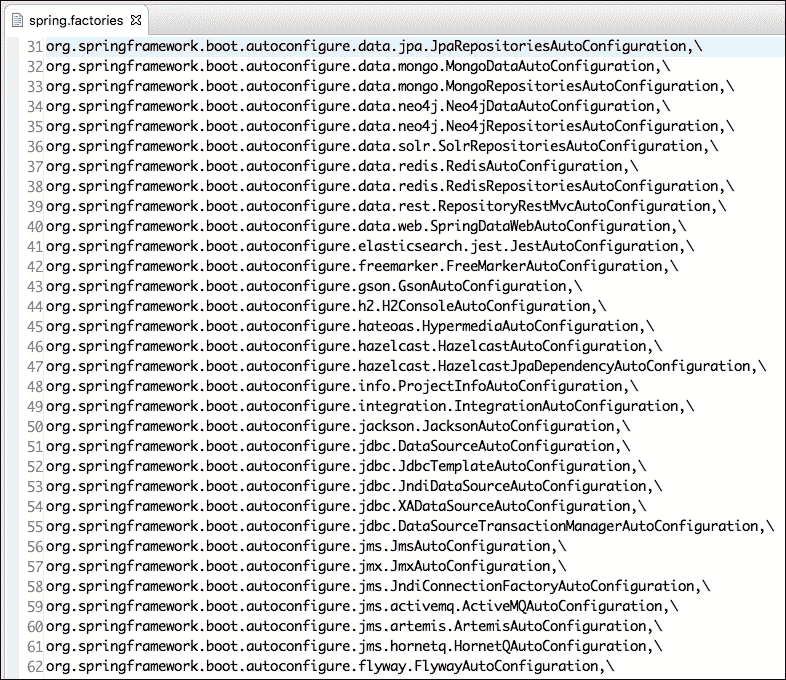 spring.factories
31 org.springframework.boot.autoconfigure.data.jpa.JpaRepositoriesAutoConfiguration,\
32 org.springframework.boot.autoconfigure.data.mongo.MongoDataAutoConfiguration,\
33 org.springframework.boot.autoconfigure.data.mongo.MongoRepositoriesAutoConfiguration,\
34 org.springframework.boot.autoconfigure.data.neo4j.Neo4jDataAutoConfiguration,\
35 org.springframework.boot.autoconfigure.data.neo4j.Neo4jRepositoriesAutoConfiguration,\
36 org.springframework.boot.autoconfigure.data.solr.SolrRepositoriesAutoConfiguration,\
37 org.springframework.boot.autoconfigure.data.redis.RedisAutoConfiguration,\
38 org.springframework.boot.autoconfigure.data.redis.RedisRepositoriesAutoConfiguration,\
39 org.springframework.boot.autoconfigure.data.rest.RepositoryRestMvcAutoConfiguration,\
40 org.springframework.boot.autoconfigure.data.web.SpringDataWebAutoConfiguration,\
41 org.springframework.boot.autoconfigure.elasticsearch.jest.JestAutoConfiguration,\
42 org.springframework.boot.autoconfigure.freemarker.FreeMarkerAutoConfiguration,\
43 org.springframework.boot.autoconfigure.gson.GsonAutoConfiguration,\
44 org.springframework.boot.autoconfigure.h2.H2ConsoleAutoConfiguration,\
45 org.springframework.boot.autoconfigure.hateoas.HypermediaAutoConfiguration,\
46 org.springframework.boot.autoconfigure.hazelcast.HazelcastAutoConfiguration,\
47 org.springframework.boot.autoconfigure.hazelcast.HazelcastJpaDependencyAutoConfiguration,\
48 org.springframework.boot.autoconfigure.info.ProjectInfoAutoConfiguration,\
49 org.springframework.boot.autoconfigure.integration.IntegrationAutoConfiguration,\
50 org.springframework.boot.autoconfigure.jackson.JacksonAutoConfiguration,\
51 org.springframework.boot.autoconfigure.jdbc.DataSourceAutoConfiguration,\
52 org.springframework.boot.autoconfigure.jdbc.JdbcTemplateAutoConfiguration,\
53 org.springframework.boot.autoconfigure.jdbc.JndiDataSourceAutoConfiguration,\
54 org.springframework.boot.autoconfigure.jdbc.XADataSourceAutoConfiguration,\
55 org.springframework.boot.autoconfigure.jdbc.DataSourceTransactionManagerAutoConfiguration,\
56 org.springframework.boot.autoconfigure.jms.JmsAutoConfiguration,\
57 org.springframework.boot.autoconfigure.jmx.JmxAutoConfiguration,\
58 org.springframework.boot.autoconfigure.jms.JndiConnectionFactoryAutoConfiguration,\
59 org.springframework.boot.autoconfigure.jms.activemq.ActiveMQAutoConfiguration,\
60 org.springframework.boot.autoconfigure.jms.artemis.ArtemisAutoConfiguration,\
61 org.springframework.boot.autoconfigure.jms.hornetq.HornetQAutoConfiguration,\
62 org.springframework.boot.autoconfigure.flyway.FlywayAutoConfiguration,\